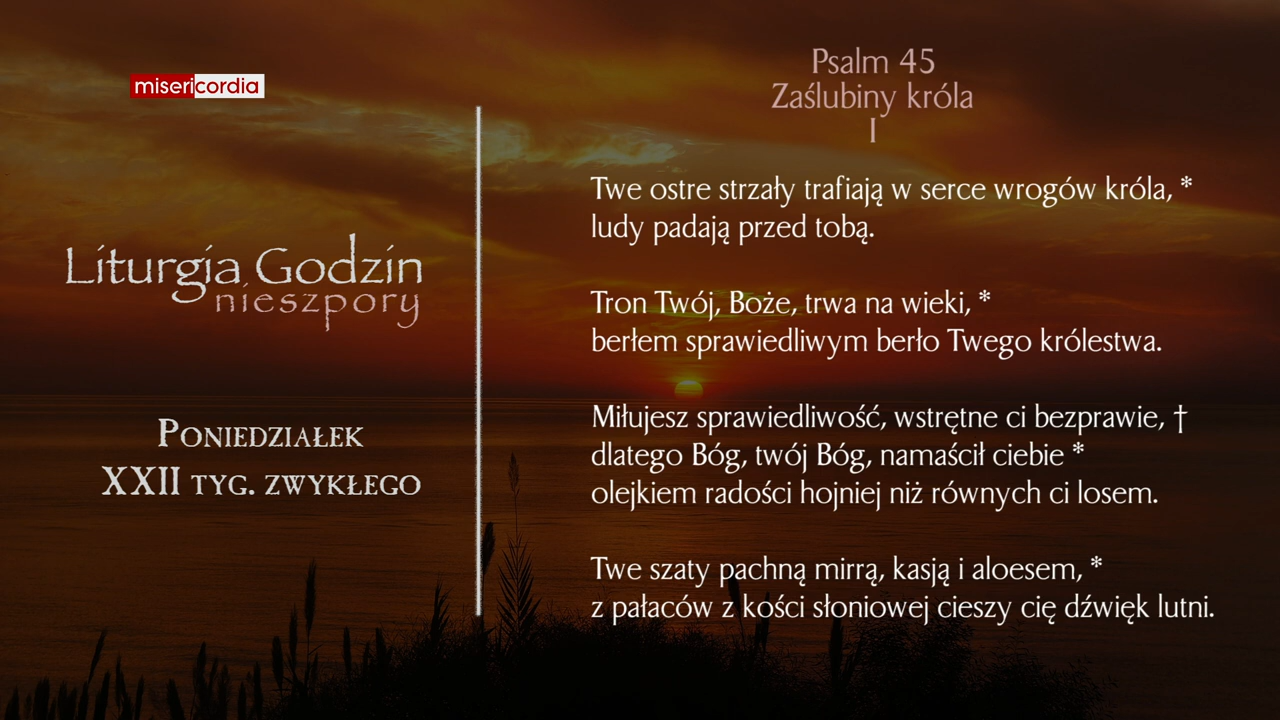 misericordia
Liturgia Godzin
nieszpory
Poniedziałek
XXII tyg. zwykłego
Psalm 45
Zaślubiny króla
I
Twe ostre strzały trafiają w serce wrogów króla, *
ludy padają przed tobą.
Tron Twój, Boże, trwa na wieki, *
berłem sprawiedliwym berło Twego królestwa.
Miłujesz sprawiedliwość, wstrętne ci bezprawie, †
dlatego Bóg, twój Bóg, namaścił ciebie *
olejkiem radości hojniej niż równych ci losem.
Twe szaty pachną mirrą, kasją i aloesem, *
z pałaców z kości słoniowej cieszy cię dźwięk lutni.